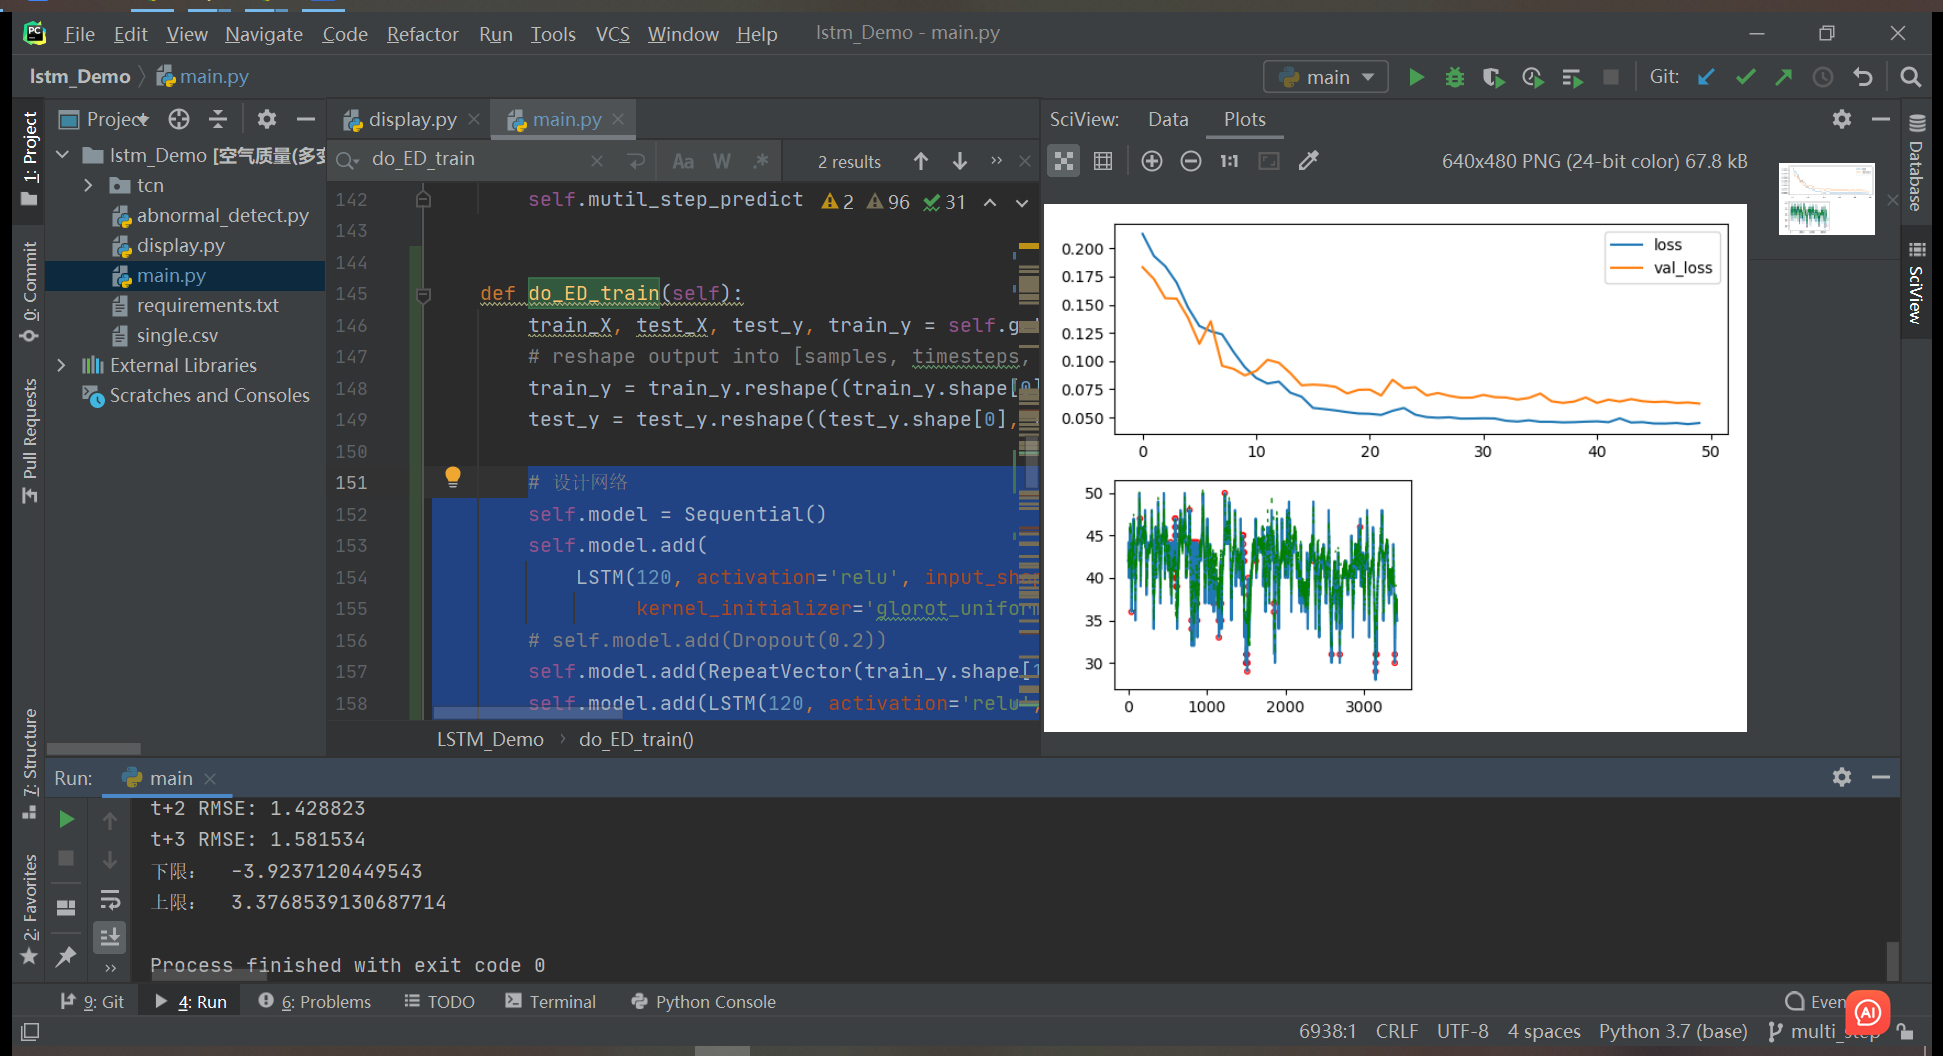 File Edit View Navigate Code Refactor Run Tools VCS Window Help lstm_Demo - main.py
lstm_Demo main.py main Git:
1: Project
0: Commit
Pull Requests
7: Structure
2: Favorites
Project
lstm_Demo [空气质量(多变
tcn
abnormal_detect.py
display.py
main.py
requirements.txt
single.csv
External Libraries
Scratches and Consoles
display.py main.py
do_ED_train Aa W .* 2 results
2 96 31
142 self.mutil_step_predict
143
144
145 def do_ED_train(self):
146 train_X, test_X, test_y, train_y = self.g
147 # reshape output into [samples, timesteps,
148 train_y = train_y.reshape((train_y.shape[0]
149 test_y = test_y.reshape((test_y.shape[0],
150
151 # 设计网络
152 self.model = Sequential()
153 self.model.add(
154 LSTM(120, activation='relu', input_sh
155 kernel_initializer='glorot_unifor
156 # self.model.add(Dropout(0.2))
157 self.model.add(RepeatVector(train_y.shape[1
158 self.model.add(LSTM(120, activation='relu',
LSTM_Demo do_ED_train()
SciView: Data Plots
1:1 640x480 PNG (24-bit color) 67.8 kB
loss
val_loss
0.200
0.175
0.150
0.125
0.100
0.075
0.050
0 10 20 30 40 50
50
45
40
35
30
0 1000 2000 3000
Database
SciView
Run: main
t+2 RMSE: 1.428823
t+3 RMSE: 1.581534
下限: -3.9237120449543
上限: 3.3768539130687714
Process finished with exit code 0
9: Git 4: Run 6: Problems TODO Terminal Python Console Even
AI
6938:1 CRLF UTF-8 4 spaces Python 3.7 (base) multi_step